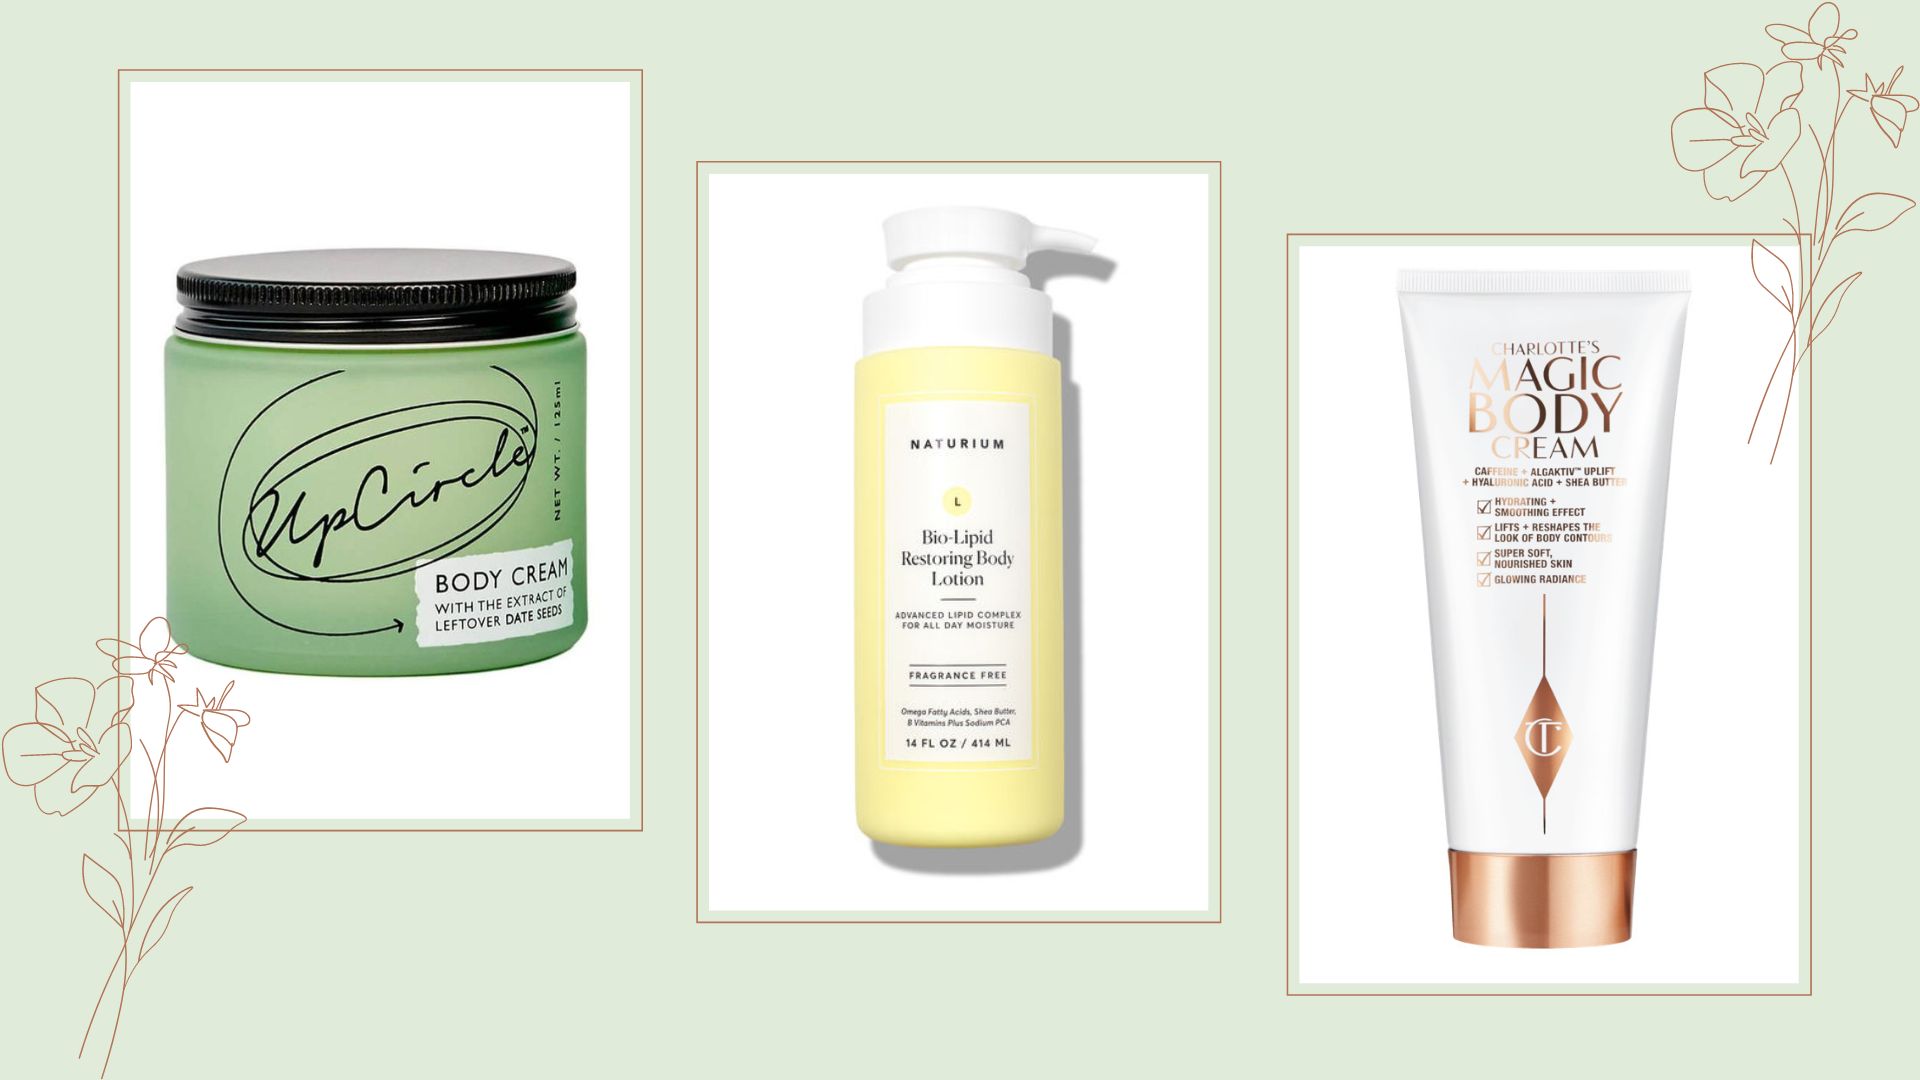 UpCircle™
NET WT. / 125ml
BODY CREAM
WITH THE EXTRACT OF
LEFTOVER DATE SEEDS
NATURIUM
L
Bio-Lipid
Restoring Body
Lotion
ADVANCED LIPID COMPLEX
FOR ALL DAY MOISTURE
FRAGRANCE FREE
Omega Fatty Acids, Shea Butter,
B Vitamins Plus Sodium PCA
14 FL OZ / 414 ML
CHARLOTTE'S
MAGIC
BODY
CREAM
CAFFEINE + ALGAKTIV™ UPLIFT
+ HYALURONIC ACID + SHEA BUTTER
HYDRATING +
SMOOTHING EFFECT
LIFTS + RESHAPES THE
LOOK OF BODY CONTOURS
SUPER SOFT,
NOURISHED SKIN
GLOWING RADIANCE
CT